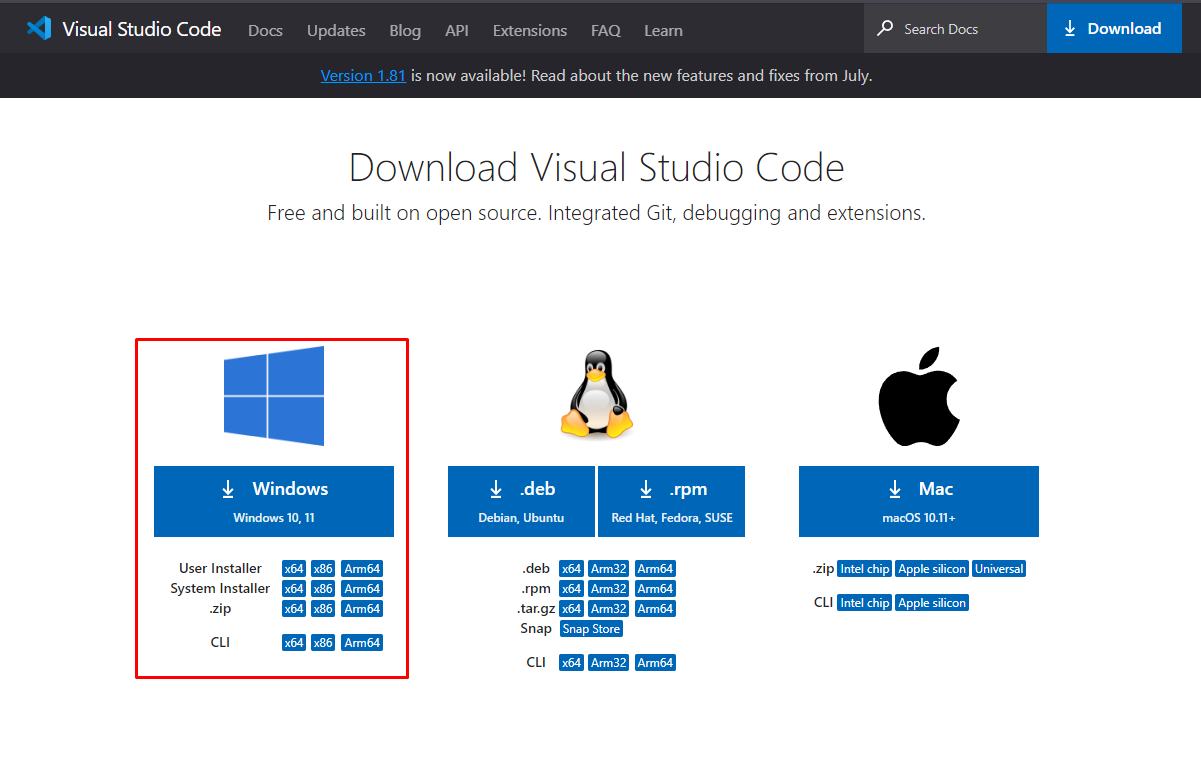 Visual Studio Code Docs Updates Blog API Extensions FAQ Learn Search Docs Download
Version 1.81 is now available! Read about the new features and fixes from July.
Download Visual Studio Code
Free and built on open source. Integrated Git, debugging and extensions.
Windows
Windows 10, 11
User Installer x64 x86 Arm64
System Installer x64 x86 Arm64
.zip x64 x86 Arm64
CLI x64 x86 Arm64
.deb
Debian, Ubuntu
.rpm
Red Hat, Fedora, SUSE
.deb x64 Arm32 Arm64
.rpm x64 Arm32 Arm64
.tar.gz x64 Arm32 Arm64
Snap Snap Store
CLI x64 Arm32 Arm64
Mac
macOS 10.11+
.zip Intel chip Apple silicon Universal
CLI Intel chip Apple silicon